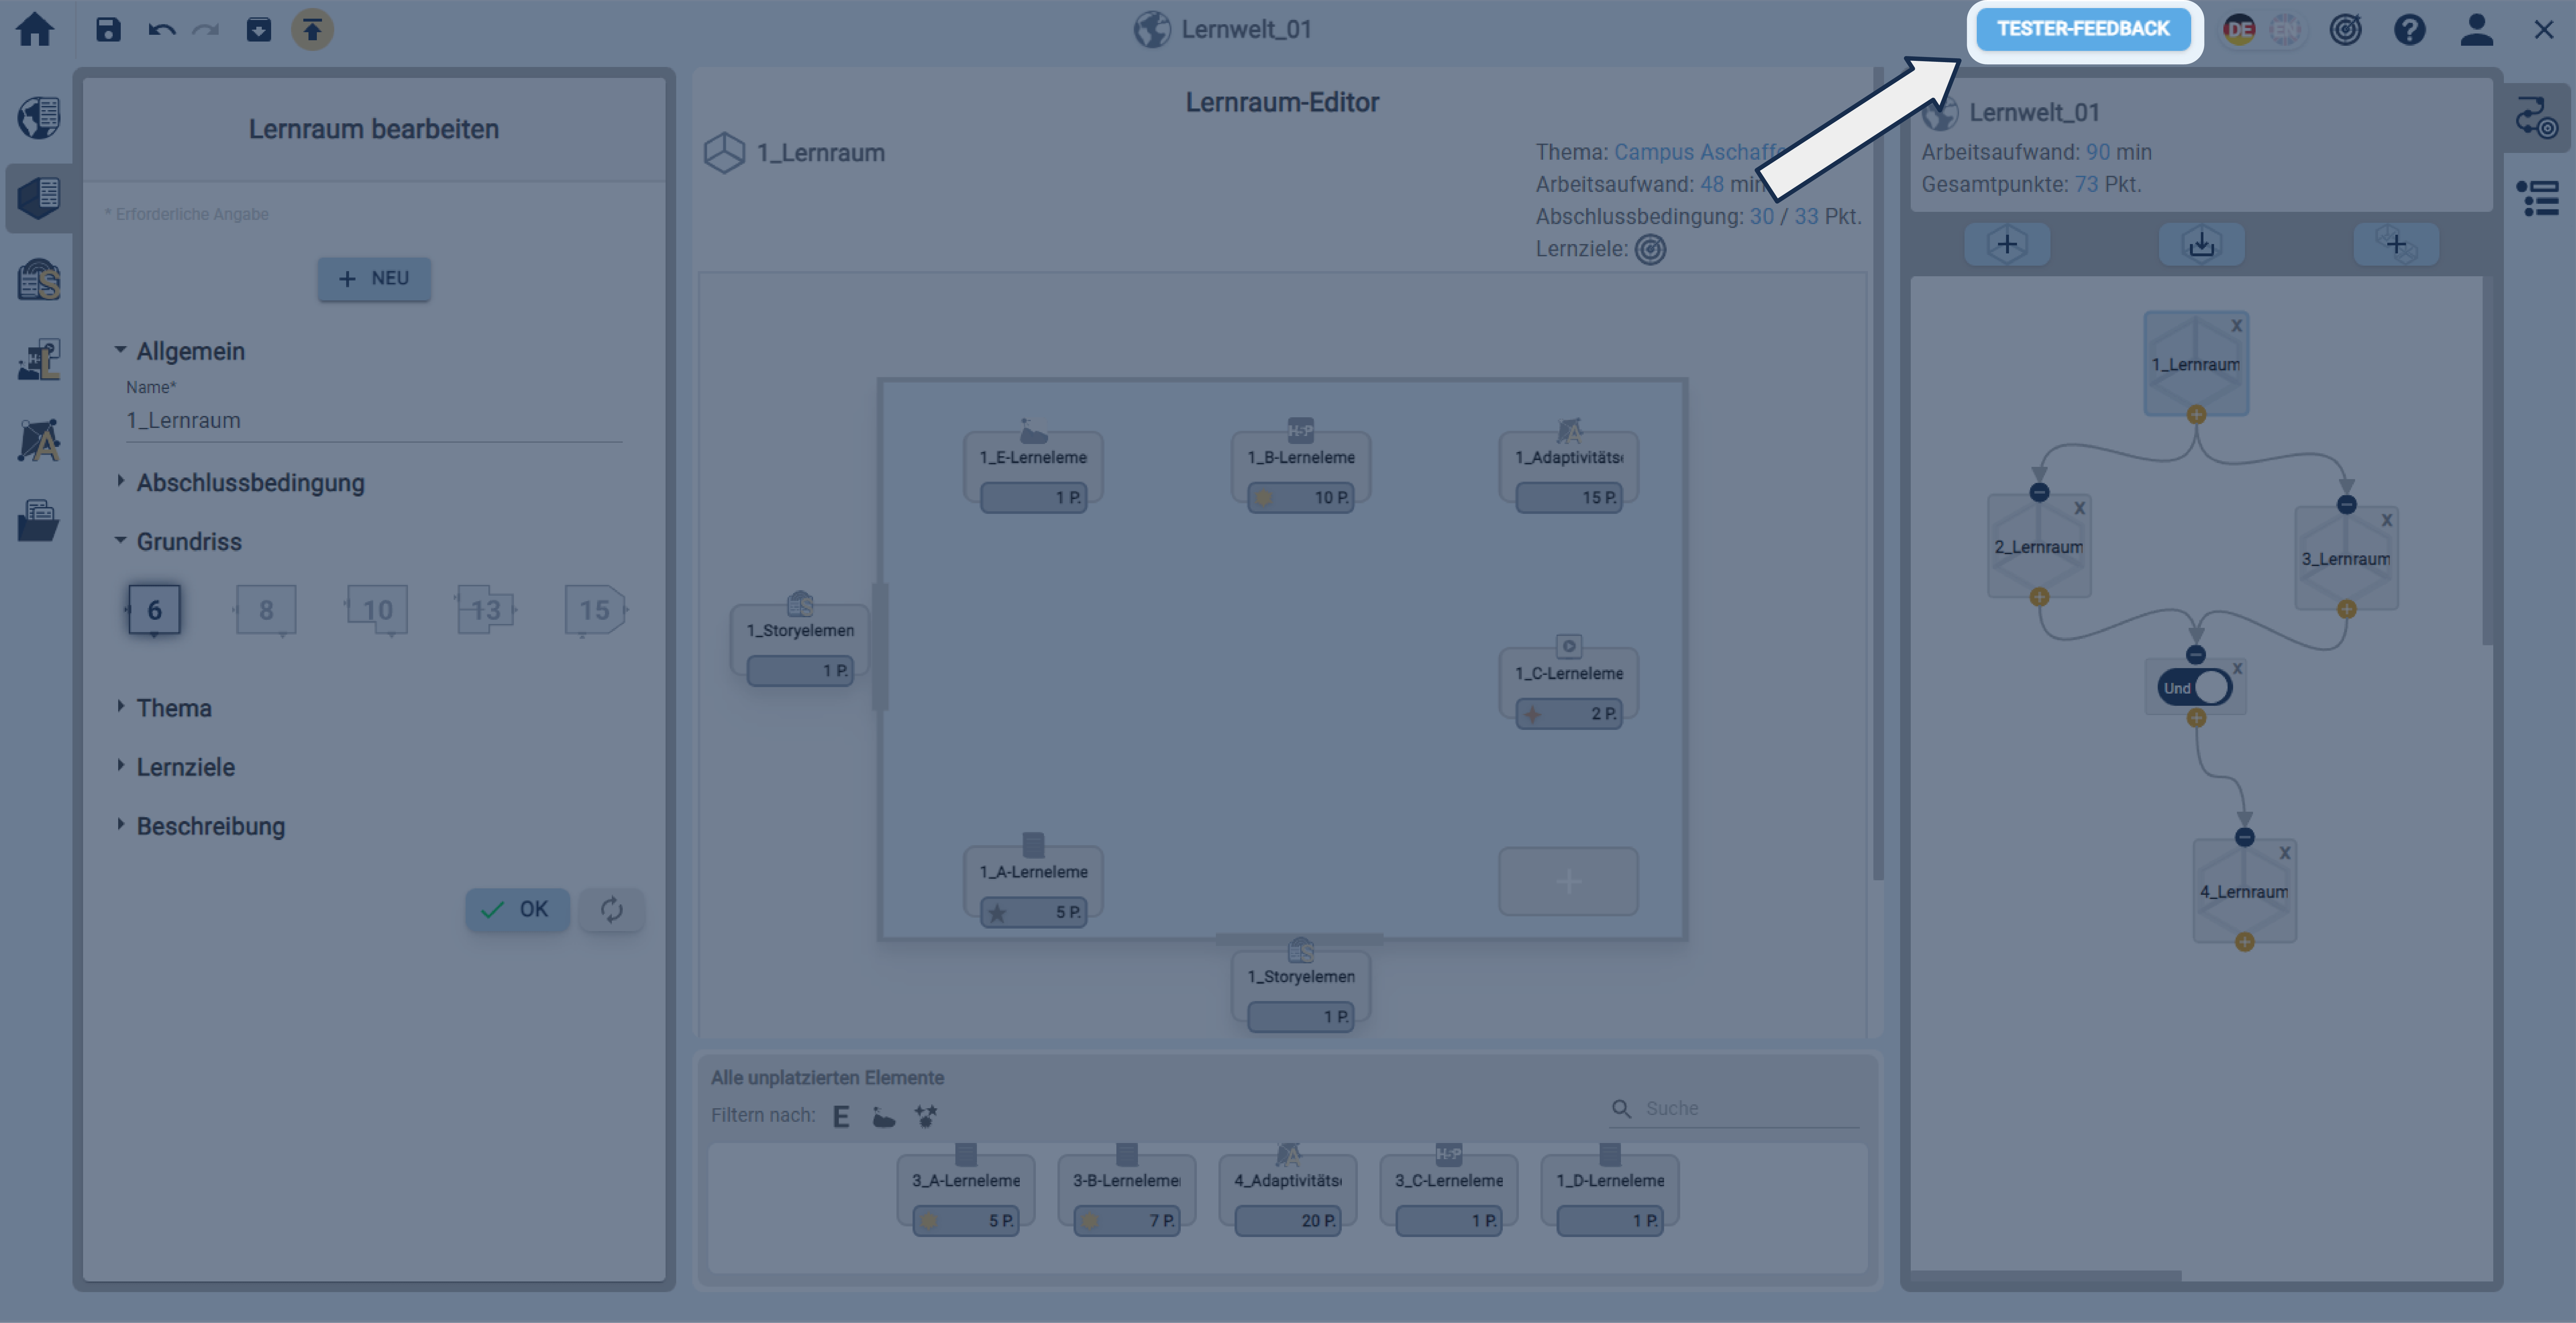 Lernwelt_01
TESTER-FEEDBACK
DE
EN
Lernraum bearbeiten
* Erforderliche Angabe
+ NEU
Allgemein
Name*
1_Lernraum
Abschlussbedingung
Grundriss
6
8
10
13
15
Thema
Lernziele
Beschreibung
OK
Lernraum-Editor
1_Lernraum
Thema: Campus Aschaffe
Arbeitsaufwand: 48 min
Abschlussbedingung: 30 / 33 Pkt.
Lernziele:
1_E-Lerneleme
1 P.
H-P
1_B-Lerneleme
10 P.
1_Adaptivitäts
15 P.
1_Storyelemen
1 P.
1_C-Lerneleme
2 P.
1_A-Lerneleme
5 P.
1_Storyelemen
1 P.
Alle unplatzierten Elemente
Filtern nach: E
Suche
3_A-Lerneleme
5 P.
3-B-Lerneleme
7 P.
4_Adaptivitäts
20 P.
H-P
3_C-Lerneleme
1 P.
1_D-Lerneleme
1 P.
Lernwelt_01
Arbeitsaufwand: 90 min
Gesamtpunkte: 73 Pkt.
X
1_Lernraum
X
2_Lernraum
X
3_Lernraum
X
Und
X
4_Lernraum